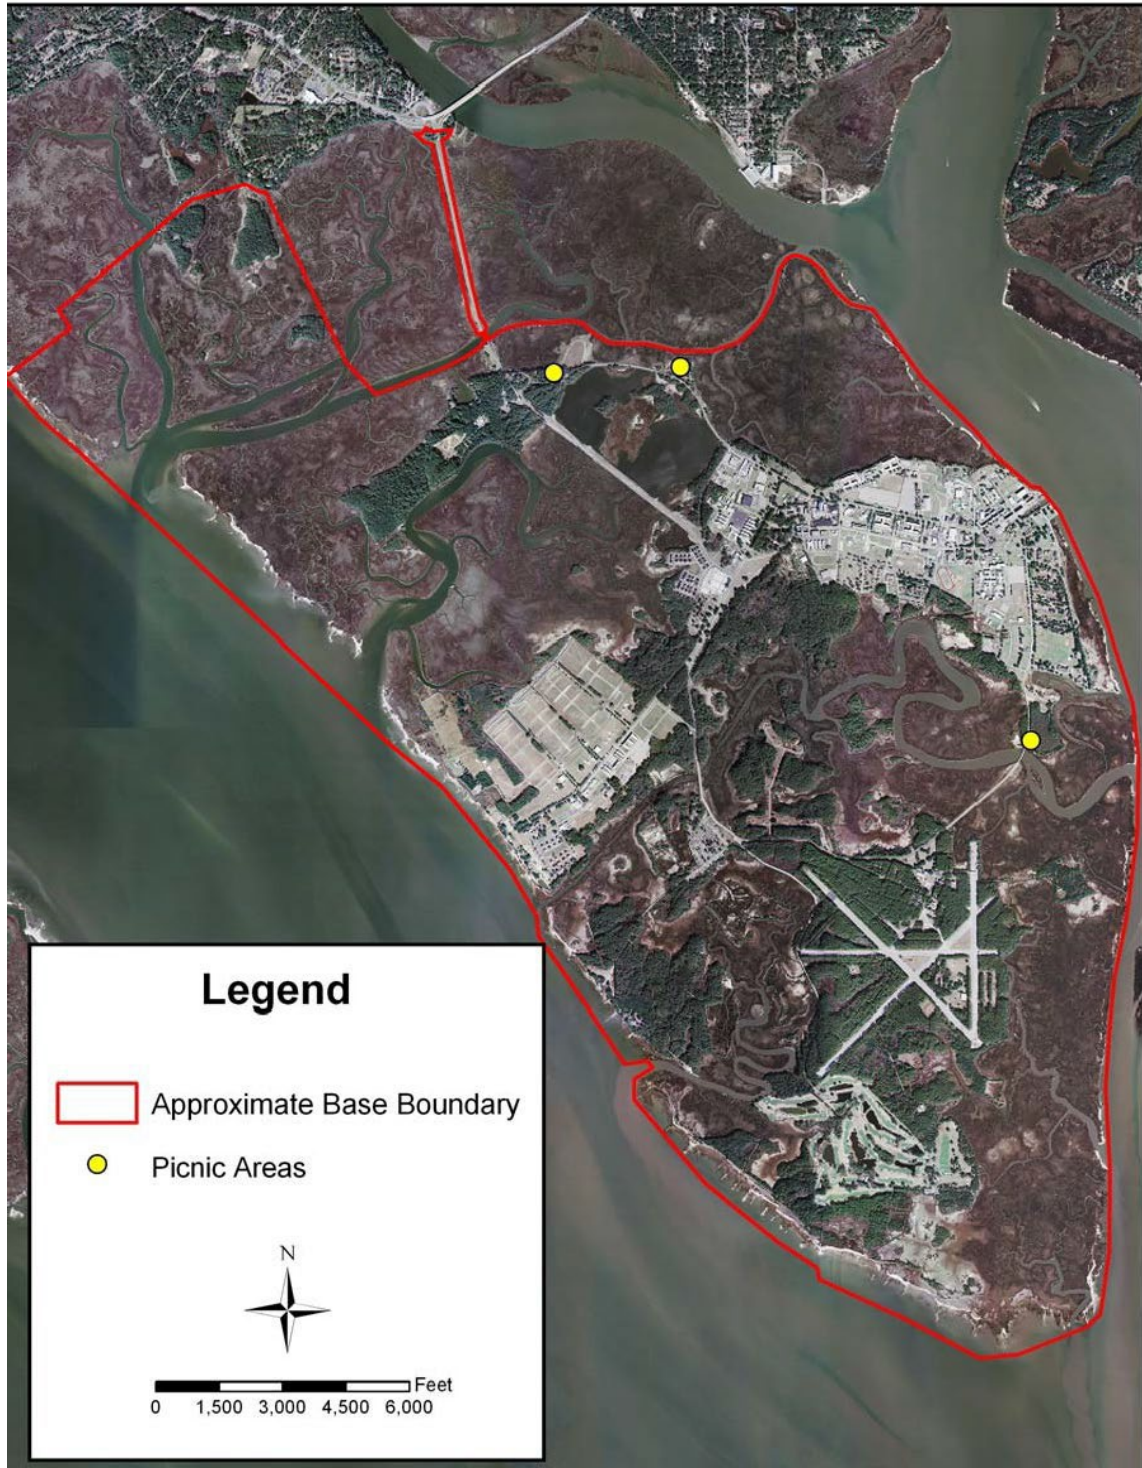 Legend
Approximate Base Boundary
Picnic Areas
N
Feet
0 1,500 3,000 4,500 6,000